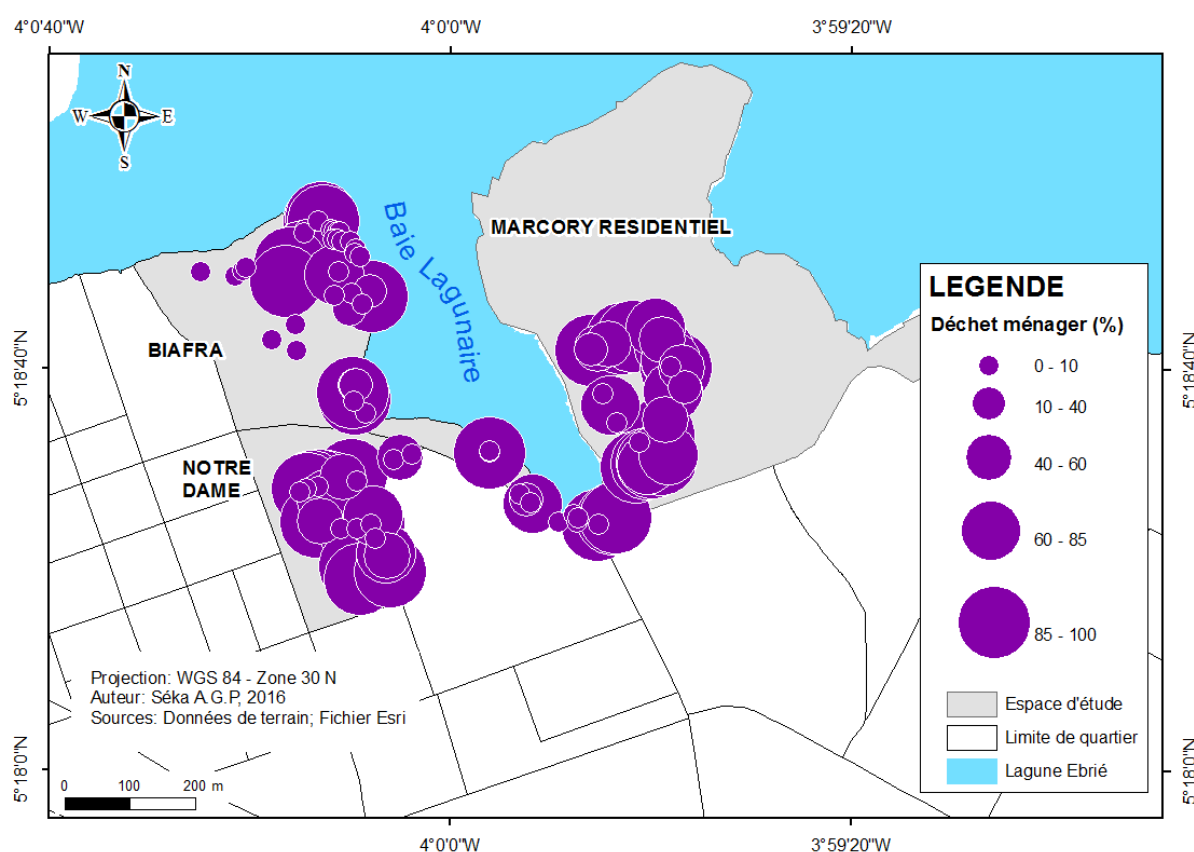 4°0'40"W
4°0'0"W
3°59'20"W
N
W
E
S
Baie Lagunaire
MARCORY RESIDENTIEL
BIAFRA
NOTRE
DAME
5°18'40"N
5°18'40"N
LEGENDE
Déchet ménager (%)
0 - 10
10 - 40
40 - 60
60 - 85
85 - 100
Espace d'étude
Limite de quartier
Lagune Ebrié
Projection: WGS 84 - Zone 30 N
Auteur: Séka A.G.P, 2016
Sources: Données de terrain; Fichier Esri
0 100 200 m
5°18'0"N
5°18'0"N
4°0'0"W
3°59'20"W